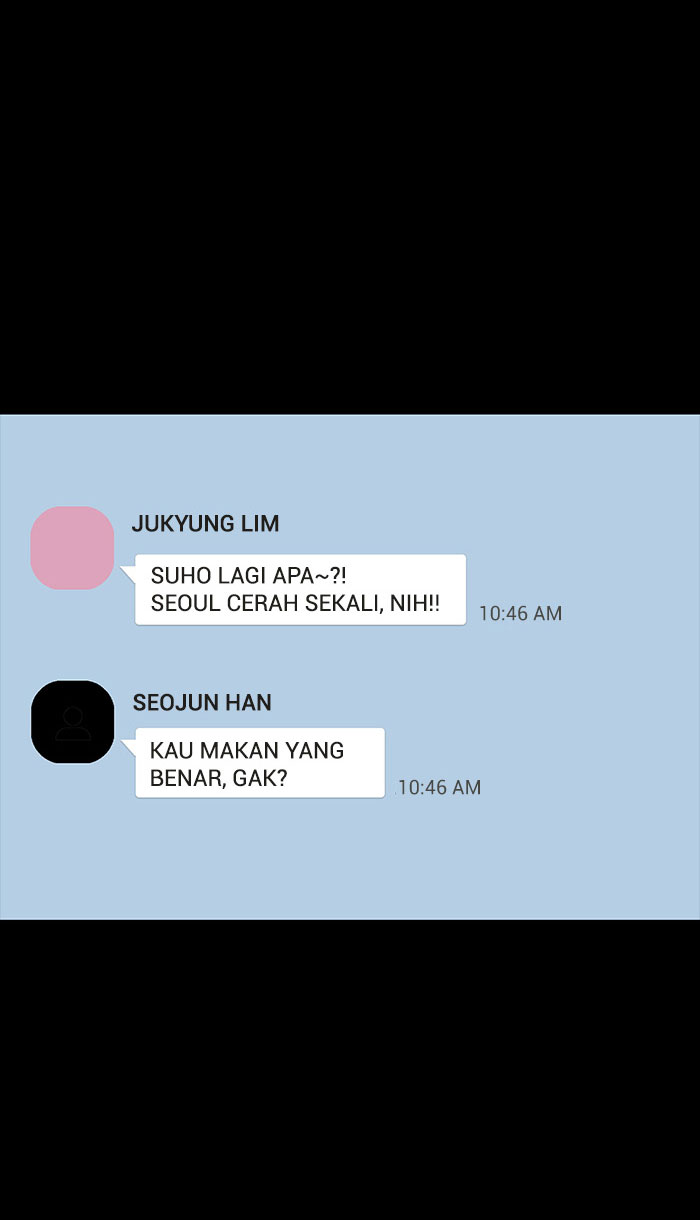 JUKYUNG LIM
SUHO LAGI APA~?!
SEOUL CERAH SEKALI, NIH!!
10:46 AM
SEOJUN HAN
KAU MAKAN YANG
BENAR, GAK?
10:46 AM